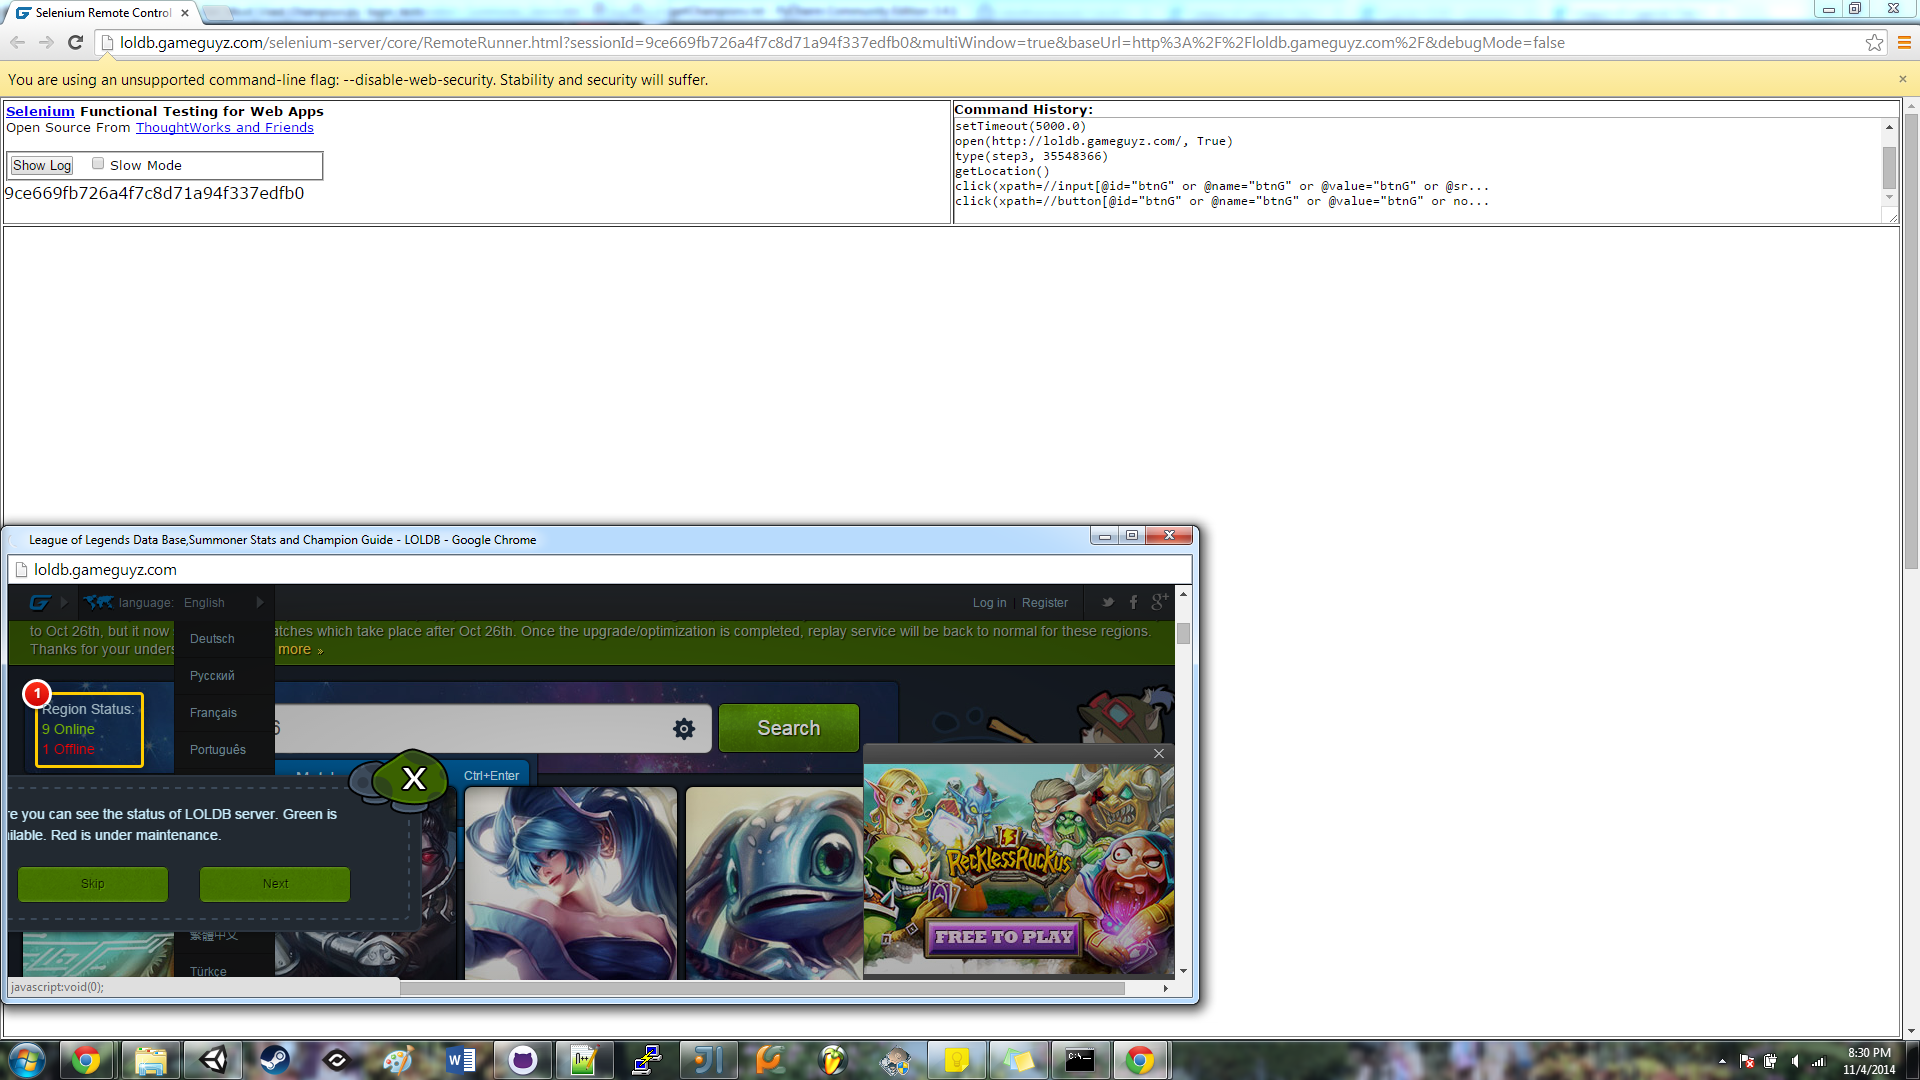 Selenium Remote Control
loldb.gameguyz.com/selenium-server/core/RemoteRunner.html?sessionId=9ce669fb726a4f7c8d71a94f337edfb0&multiWindow=true&baseUrl=http%3A%2F%2Floldb.gameguyz.com%2F&debugMode=false
You are using an unsupported command-line flag: --disable-web-security. Stability and security will suffer.
Selenium Functional Testing for Web Apps
Open Source From ThoughtWorks and Friends
Show Log Slow Mode
9ce669fb726a4f7c8d71a94f337edfb0
Command History:
setTimeout(5000.0)
open(http://loldb.gameguyz.com/, True)
type(step3, 35548366)
getLocation()
click(xpath=//input[@id="btnG" or @name="btnG" or @value="btnG" or @sr...
click(xpath=//button[@id="btnG" or @name="btnG" or @value="btnG" or no...
League of Legends Data Base,Summoner Stats and Champion Guide - LOLDB - Google Chrome
loldb.gameguyz.com
language: English
Log in | Register
to Oct 26th, but it now atches which take place after Oct 26th. Once the upgrade/optimization is completed, replay service will be back to normal for these regions.
Thanks for your unders more »
Deutsch
Русский
Français
Português
1
Region Status:
9 Online
1 Offline
6
Search
Ctrl+Enter
X
re you can see the status of LOLDB server. Green is
ilable. Red is under maintenance.
Skip Next
繁體中文
Türkçe
RecklessRuckus
FREE TO PLAY
javascript:void(0);
8:30 PM
11/4/2014